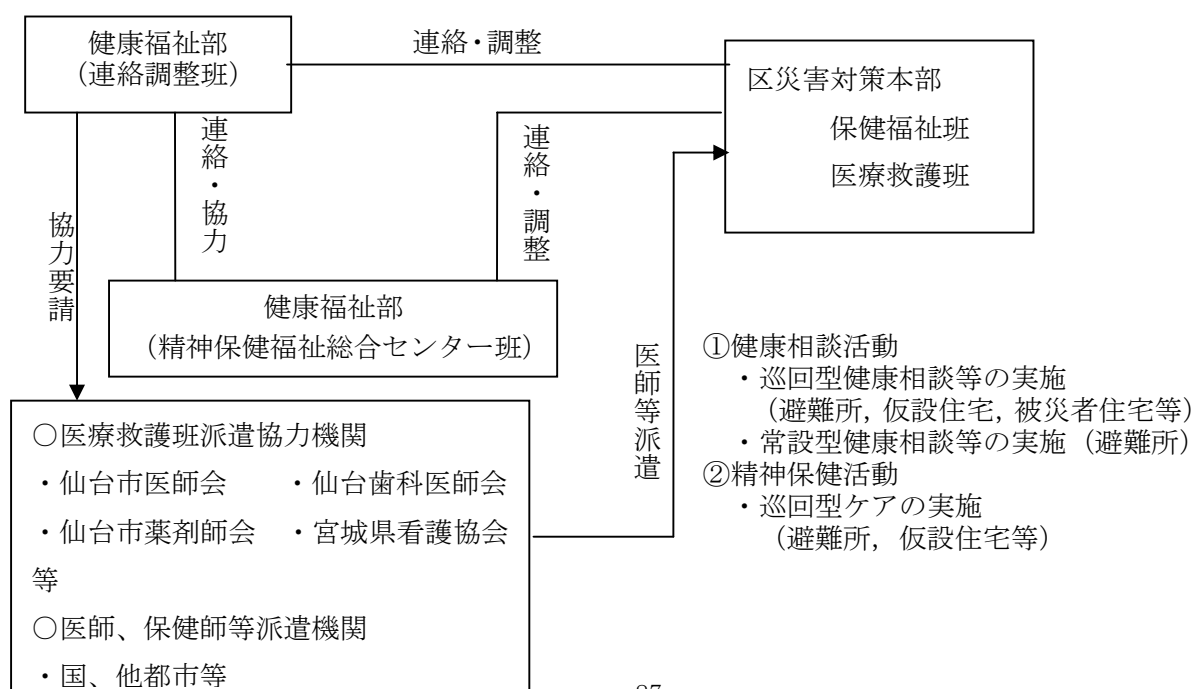 健康福祉部
（連絡調整班）
連絡・調整
区災害対策本部
保健福祉班
医療救護班
連絡・協力
連絡・調整
協力要請
健康福祉部
（精神保健福祉総合センター班）
医師等派遣
①健康相談活動
・巡回型健康相談等の実施
（避難所，仮設住宅，被災者住宅等）
・常設型健康相談等の実施（避難所）
②精神保健活動
・巡回型ケアの実施
（避難所，仮設住宅等）
○医療救護班派遣協力機関
・仙台市医師会　　・仙台歯科医師会
・仙台市薬剤師会　・宮城県看護協会
等
○医師、保健師等派遣機関
・国、他都市等